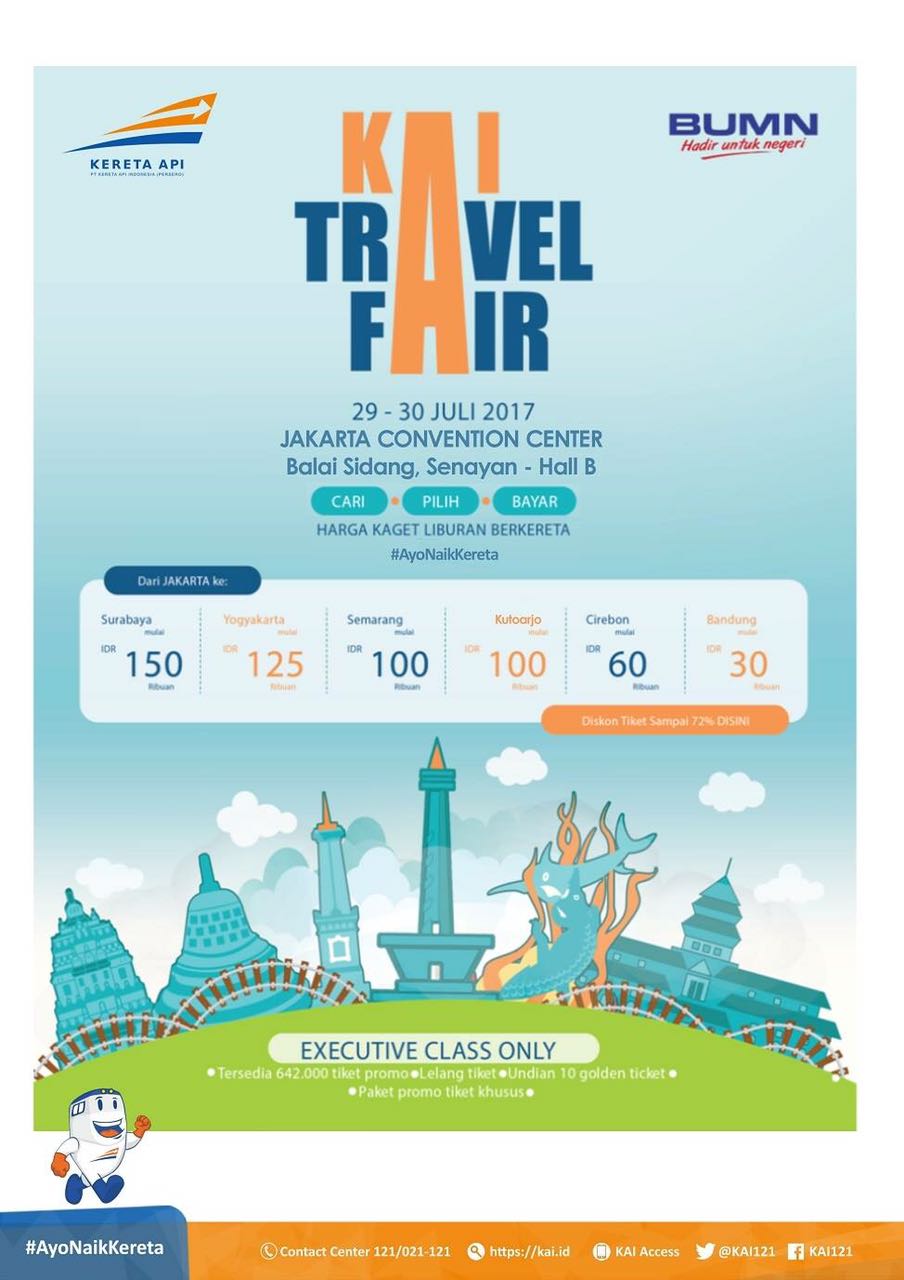 KERETA API
PT KERETA API INDONESIA (PERSERO)
BUMN
Hadir untuk negeri
KAI
TRAVEL
FAIR
29 - 30 JULI 2017
JAKARTA CONVENTION CENTER
Balai Sidang, Senayan - Hall B
CARI • PILIH • BAYAR
HARGA KAGET LIBURAN BERKERETA
#AyoNaikKereta
Dari JAKARTA ke:
Surabaya
mulai
IDR 150
Ribuan
Yogyakarta
mulai
IDR 125
Ribuan
Semarang
mulai
IDR 100
Ribuan
Kutoarjo
mulai
IDR 100
Ribuan
Cirebon
mulai
IDR 60
Ribuan
Bandung
mulai
IDR 30
Ribuan
Diskon Tiket Sampai 72% DISINI
EXECUTIVE CLASS ONLY
•Tersedia 642.000 tiket promo•Lelang tiket•Undian 10 golden ticket•
•Paket promo tiket khusus•
#AyoNaikKereta
Contact Center 121/021-121 https://kai.id KAI Access @KAI121 KAI121